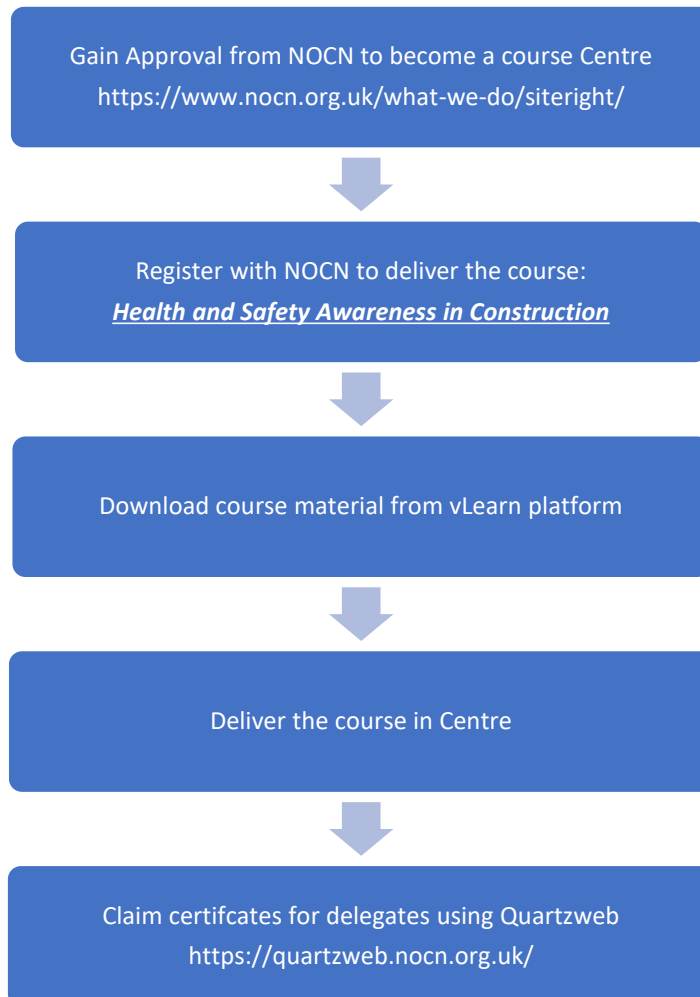 Gain Approval from NOCN to become a course Centre
https://www.nocn.org.uk/what-we-do/siteright/
Register with NOCN to deliver the course:
Health and Safety Awareness in Construction
Download course material from vLearn platform
Deliver the course in Centre
Claim certifcates for delegates using Quartzweb
https://quartzweb.nocn.org.uk/